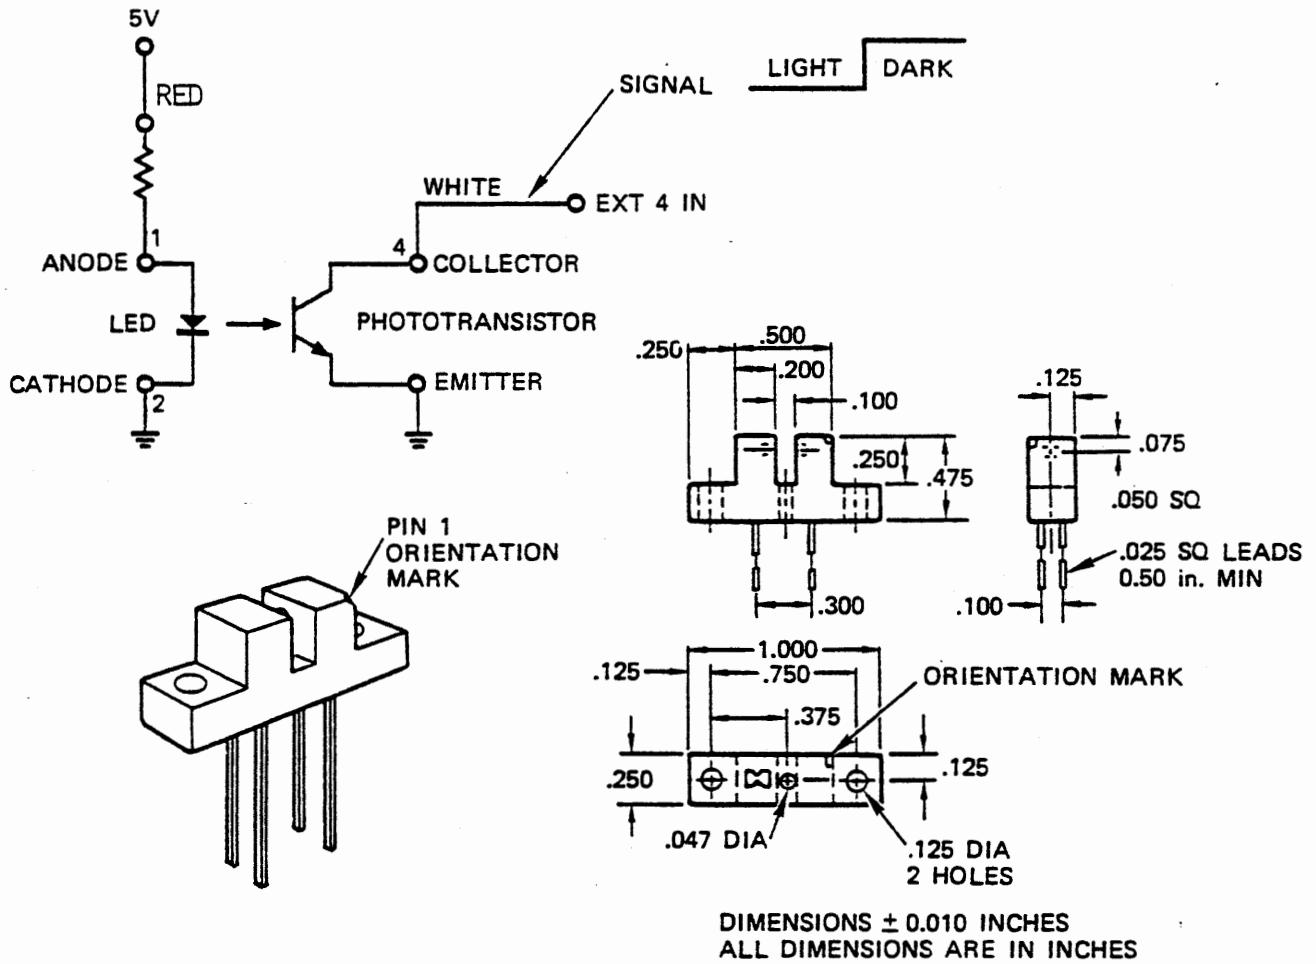 5V
RED
SIGNAL
LIGHT
DARK
WHITE
EXT 4 IN
1
ANODE
4
COLLECTOR
LED
PHOTOTRANSISTOR
CATHODE
2
EMITTER
PIN 1
ORIENTATION
MARK
.250
.500
.200
.100
.250
.475
.300
.125
.075
.050 SQ
.025 SQ LEADS
0.50 in. MIN
.100
1.000
.125
.750
ORIENTATION MARK
.375
.250
.125
.047 DIA
.125 DIA
2 HOLES
DIMENSIONS ± 0.010 INCHES
ALL DIMENSIONS ARE IN INCHES